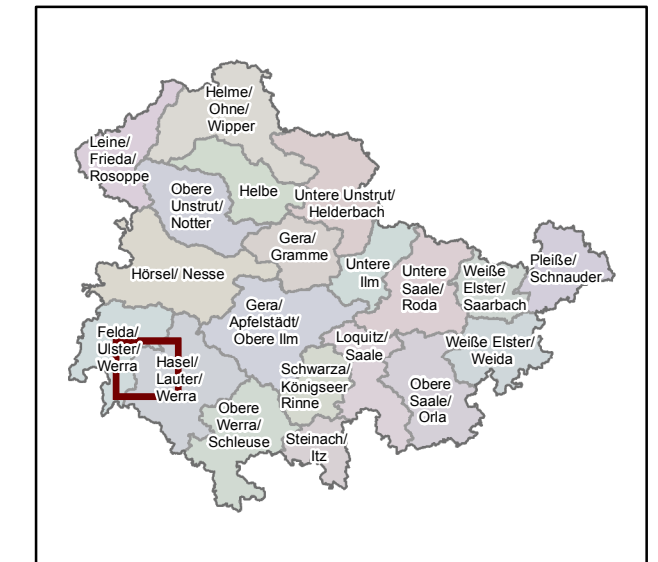 Helme/
Ohne/
Wipper
Leine/
Frieda/
Rosoppe
Obere
Unstrut/
Notter
Helbe
Untere Unstrut/
Helderbach
Gera/
Gramme
Hörsel/ Nesse
Untere
Ilm
Untere
Saale/
Roda
Weiße
Elster/
Saarbach
Pleiße/
Schnauder
Gera/
Apfelstädt/
Obere Ilm
Felda/
Ulster/
Werra
Hasel/
Lauter/
Werra
Loquitz/
Saale
Weiße Elster/
Weida
Schwarza/
Königseer
Rinne
Obere
Saale/
Orla
Obere
Werra/
Schleuse
Steinach/
Itz